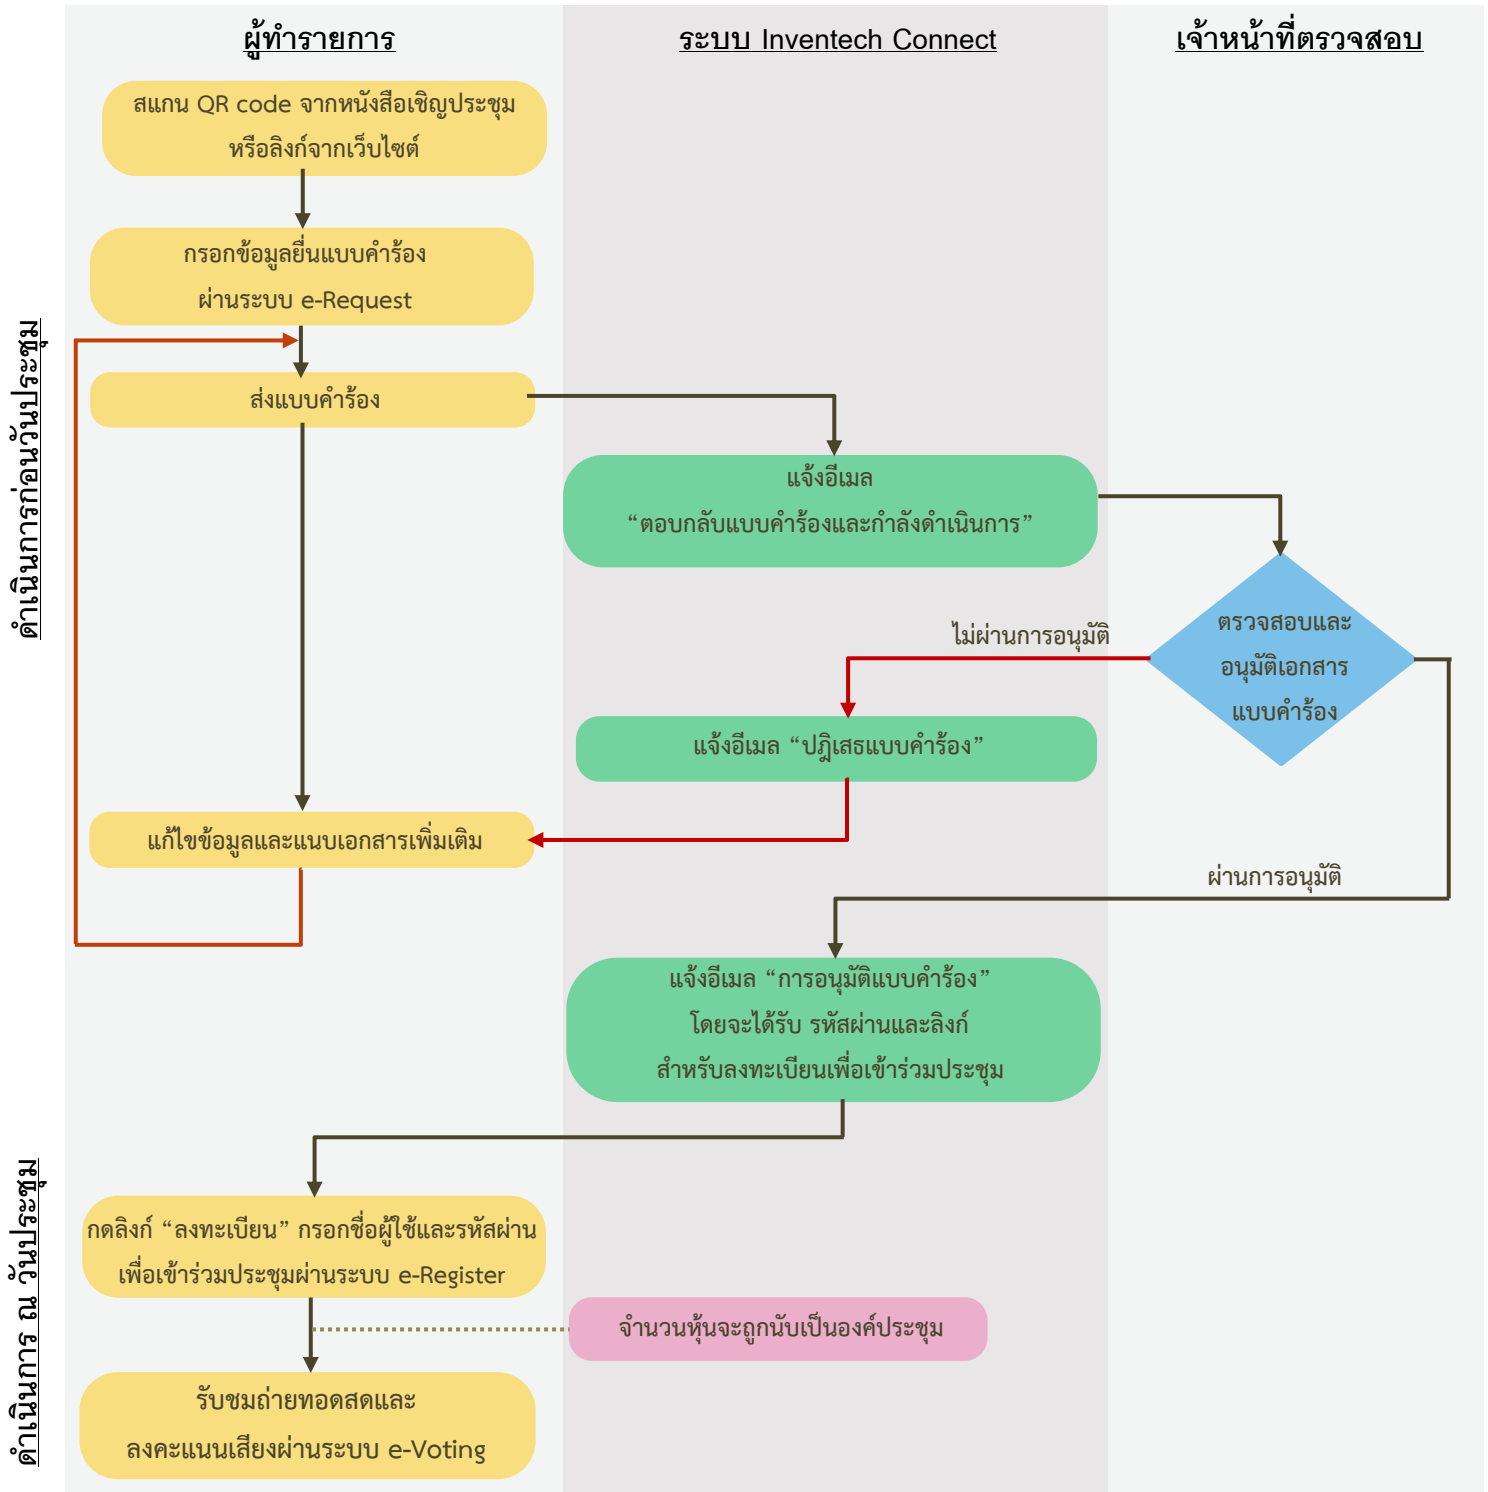 ผู้ทำรายการ
ระบบ Inventech Connect
เจ้าหน้าที่ตรวจสอบ
ดำเนินการก่อนวันประชุม
สแกน QR code จากหนังสือเชิญประชุม
หรือลิงก์จากเว็บไซต์
กรอกข้อมูลยื่นแบบคำร้อง
ผ่านระบบ e-Request
ส่งแบบคำร้อง
แจ้งอีเมล
“ตอบกลับแบบคำร้องและกำลังดำเนินการ”
ตรวจสอบและ
อนุมัติเอกสาร
แบบคำร้อง
ไม่ผ่านการอนุมัติ
แจ้งอีเมล “ปฎิเสธแบบคำร้อง”
แก้ไขข้อมูลและแนบเอกสารเพิ่มเติม
ผ่านการอนุมัติ
แจ้งอีเมล “การอนุมัติแบบคำร้อง”
โดยจะได้รับ รหัสผ่านและลิงก์
สำหรับลงทะเบียนเพื่อเข้าร่วมประชุม
ดำเนินการ ณ วันประชุม
กดลิงก์ “ลงทะเบียน” กรอกชื่อผู้ใช้และรหัสผ่าน
เพื่อเข้าร่วมประชุมผ่านระบบ e-Register
จำนวนหุ้นจะถูกนับเป็นองค์ประชุม
รับชมถ่ายทอดสดและ
ลงคะแนนเสียงผ่านระบบ e-Voting